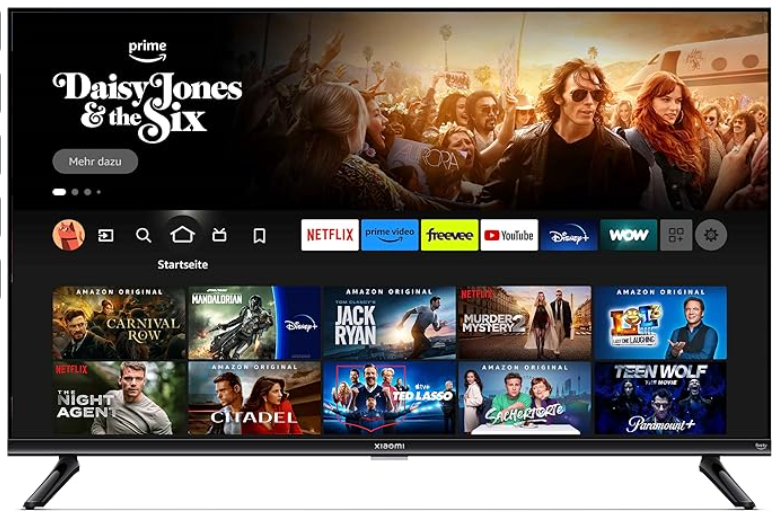 prime
Daisy Jones
& the Six
Mehr dazu
NETFLIX
prime video
freevee
YouTube
Disney+
WOW
Startseite
AMAZON ORIGINAL
CARNIVAL
ROW
MANDALORIAN
Disney+
AMAZON ORIGINAL
TOM CLANCY'S
JACK
RYAN
NETFLIX
MURDER
MYSTERY 2
AMAZON ORIGINAL
LOL
LAST ONE LAUGHING
NETFLIX
THE
NIGHT
AGENT
AMAZON ORIGINAL
CITADEL
tv+
TED LASSO
AMAZON ORIGINAL
SACHERTORTE
TEEN WOLF
THE MOVIE
Paramount+
xiaomi